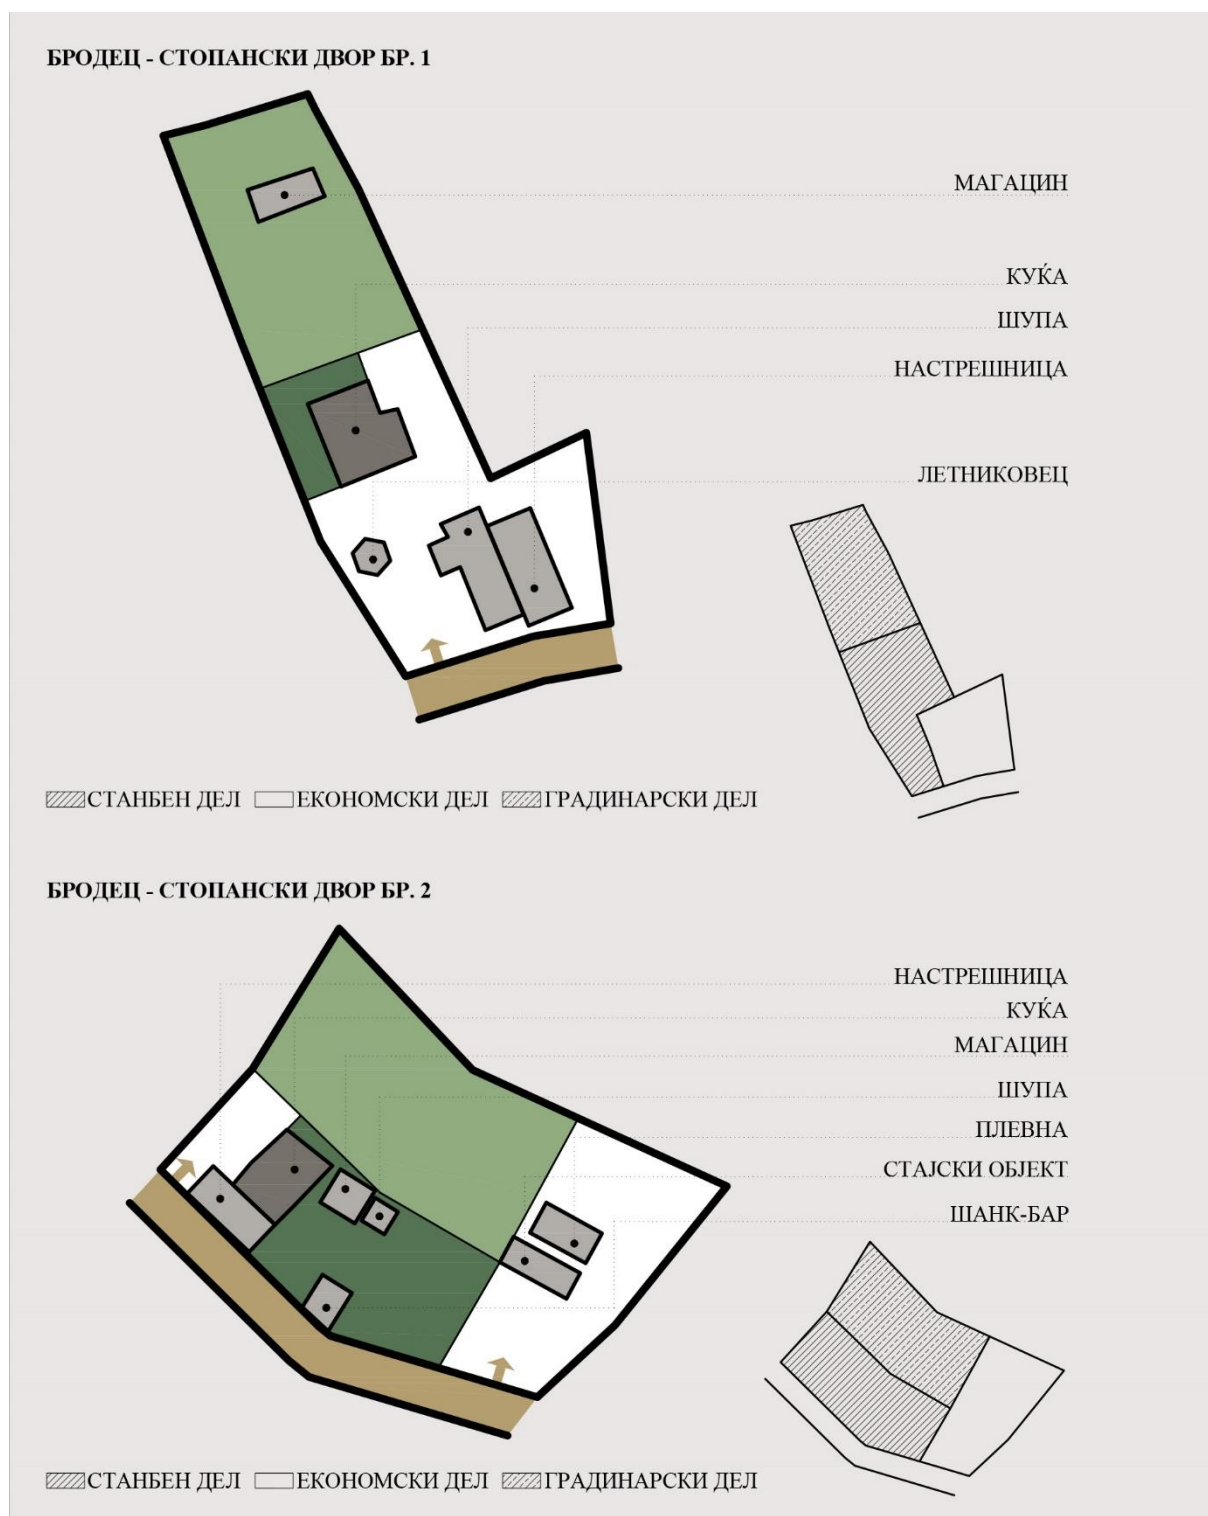 БРОДЕЦ - СТОПАНСКИ ДВОР БР. 1
МАГАЦИН
КУЌА
ШУПА
НАСТРЕШНИЦА
ЛЕТНИКОВЕЦ
СТАНБЕН ДЕЛ ЕКОНОМСКИ ДЕЛ ГРАДИНАРСКИ ДЕЛ
БРОДЕЦ - СТОПАНСКИ ДВОР БР. 2
НАСТРЕШНИЦА
КУЌА
МАГАЦИН
ШУПА
ПЛЕВНА
СТАЈСКИ ОБЈЕКТ
ШАНК-БАР
СТАНБЕН ДЕЛ ЕКОНОМСКИ ДЕЛ ГРАДИНАРСКИ ДЕЛ